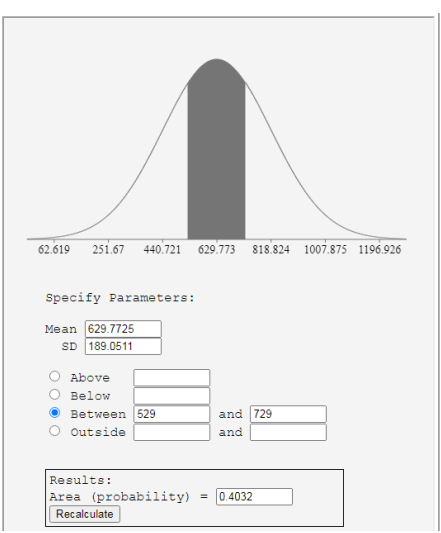 62.619 251.67 440.721 629.773 818.824 1007.875 1196.926
Specify Parameters:
Mean 629.7725
SD 189.0511
Above
Below
Between 529 and 729
Outside and
Results:
Area (probability) = 0.4032
Recalculate